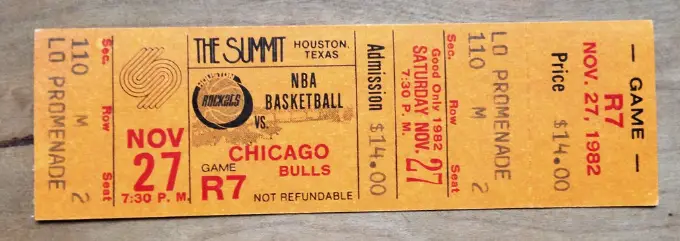 110 M 2
Sec. Row Seat
LO PROMENADE
NOV
27
7:30 P. M.
THE SUMMIT
HOUSTON, TEXAS
ROCKETS
NBA
BASKETBALL
VS.
CHICAGO
BULLS
GAME
R7
NOT REFUNDABLE
Admission $14.00
Good Only 1982
SATURDAY NOV. 27
7:30 P. M.
Sec. Row Seat
110 M 2
LO PROMENADE
Price $14.00
NOV. 27, 1982
R7
— GAME —